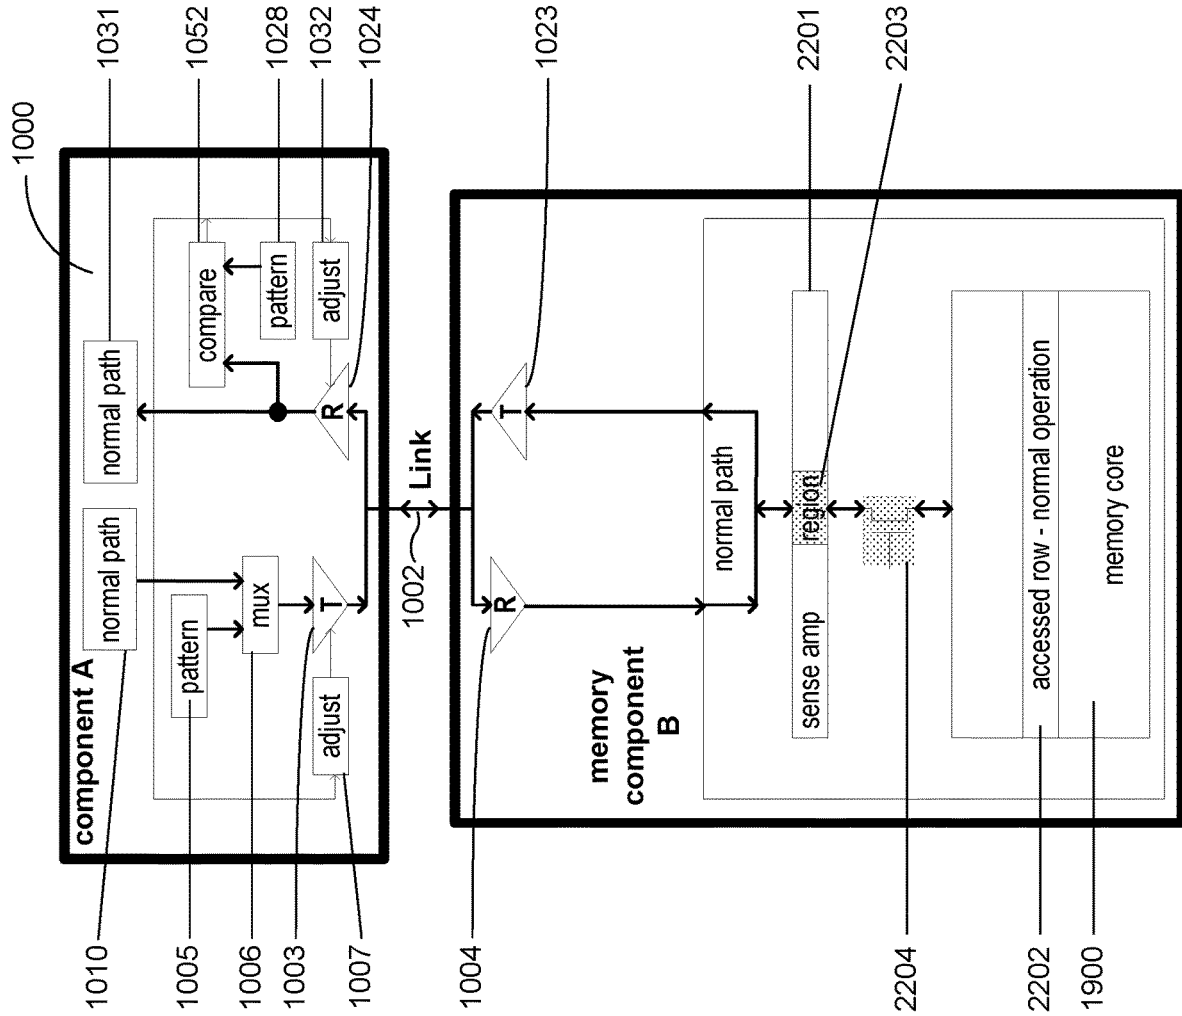 1000
1031
1052
1028
1032
1024
1023
2201
2203
component A
normal path
normal path
pattern
mux
T
adjust
compare
pattern
adjust
R
Link
1002
R
T
memory
component
B
normal path
sense amp
region
accessed row - normal operation
memory core
1010
1005
1006
1003
1007
1004
2204
2202
1900